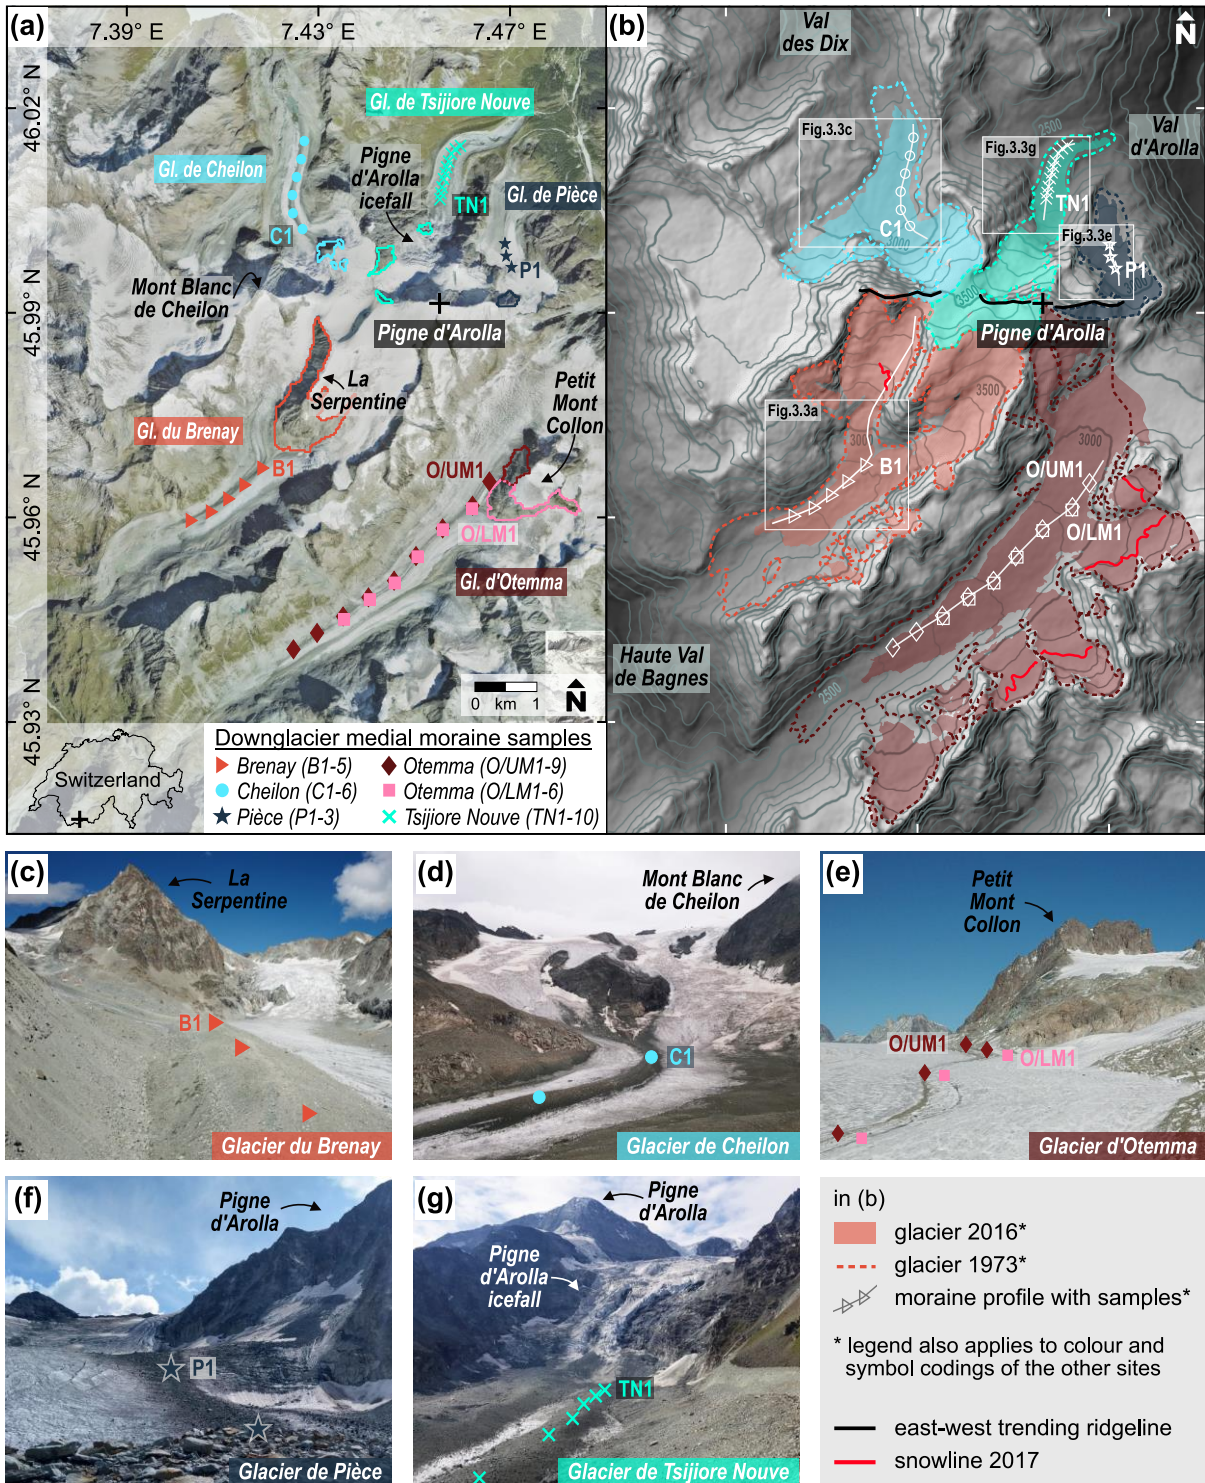 (a)
7.39° E
7.43° E
7.47° E
46.02° N
45.99° N
45.96° N
45.93° N
Gl. de Tsijiore Nouve
Gl. de Cheilon
Pigne
d'Arolla
icefall
Gl. de Pièce
TN1
C1
P1
Mont Blanc
de Cheilon
Pigne d'Arolla
La
Serpentine
Petit
Mont
Collon
Gl. du Brenay
B1
O/UM1
O/LM1
Gl. d'Otemma
0 km 1
N
Switzerland
Downglacier medial moraine samples
Brenay (B1-5)
Cheilon (C1-6)
Pièce (P1-3)
Otemma (O/UM1-9)
Otemma (O/LM1-6)
Tsijiore Nouve (TN1-10)
(b)
Val
des Dix
N
2500
Val
d'Arolla
Fig.3.3c
Fig.3.3g
TN1
C1
3000
Fig.3.3e
P1
3500
Pigne d'Arolla
3500
Fig.3.3a
3000
B1
3000
O/UM1
O/LM1
Haute Val
de Bagnes
2500
(c)
La
Serpentine
B1
Glacier du Brenay
(d)
Mont Blanc
de Cheilon
C1
Glacier de Cheilon
(e)
Petit
Mont
Collon
O/UM1
O/LM1
Glacier d'Otemma
(f)
Pigne
d'Arolla
P1
Glacier de Pièce
(g)
Pigne
d'Arolla
Pigne
d'Arolla
icefall
TN1
Glacier de Tsijiore Nouve
in (b)
glacier 2016*
glacier 1973*
moraine profile with samples*
* legend also applies to colour and
symbol codings of the other sites
east-west trending ridgeline
snowline 2017